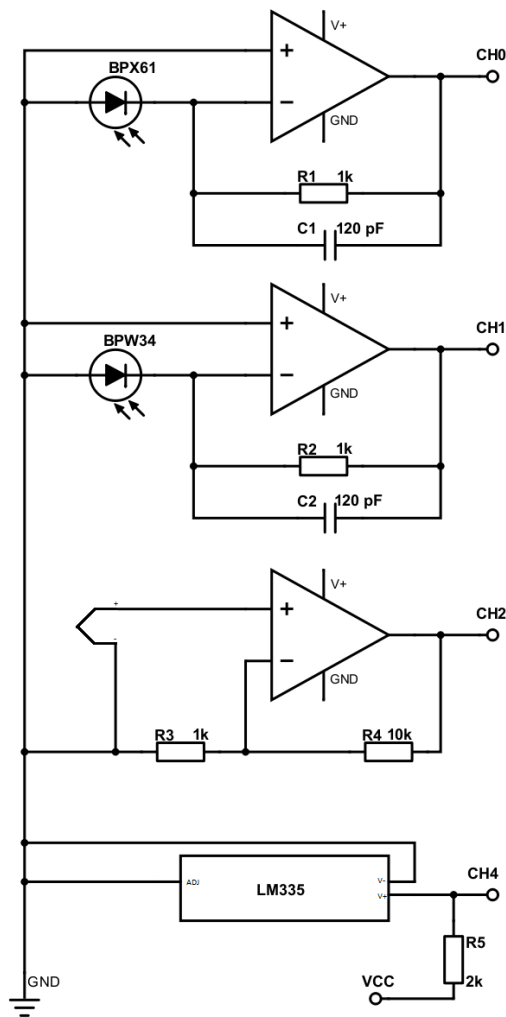 V+
CH0
BPX61
+
−
GND
R1 1k
C1 120 pF
V+
CH1
BPW34
+
−
GND
R2 1k
C2 120 pF
V+
CH2
+
+
-
−
GND
R3 1k
R4 10k
CH4
ADJ
LM335
V-
V+
R5
2k
VCC
GND